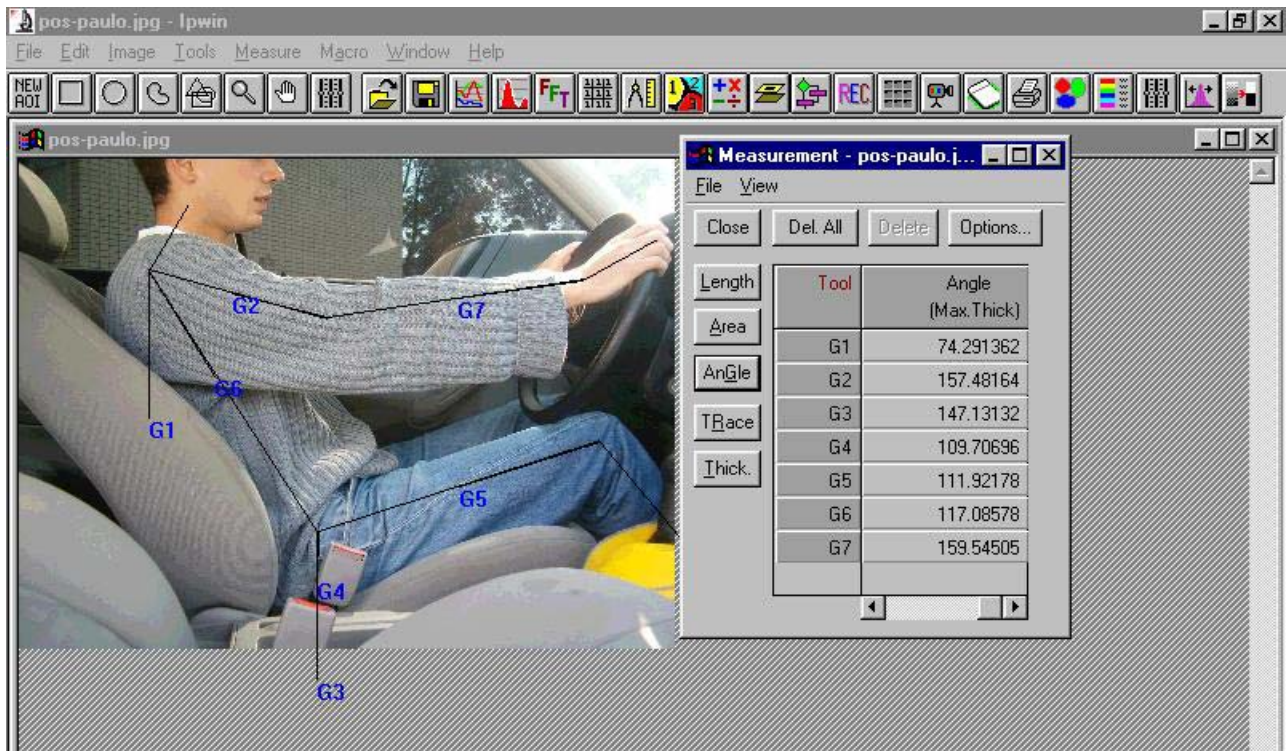 pos-paulo.jpg - Ipwin
File Edit Image Tools Measure Macro Window Help
NEW AOI FFT 1 2 REC
pos-paulo.jpg
Measurement - pos-paulo.j...
File View
Close Del. All Delete Options...
Length
Area
AnGle
TRace
Thick.
Tool Angle
(Max.Thick)
G1 74.291362
G2 157.48164
G3 147.13132
G4 109.70696
G5 111.92178
G6 117.08578
G7 159.54505
G2
G7
G6
G1
G5
G4
G3